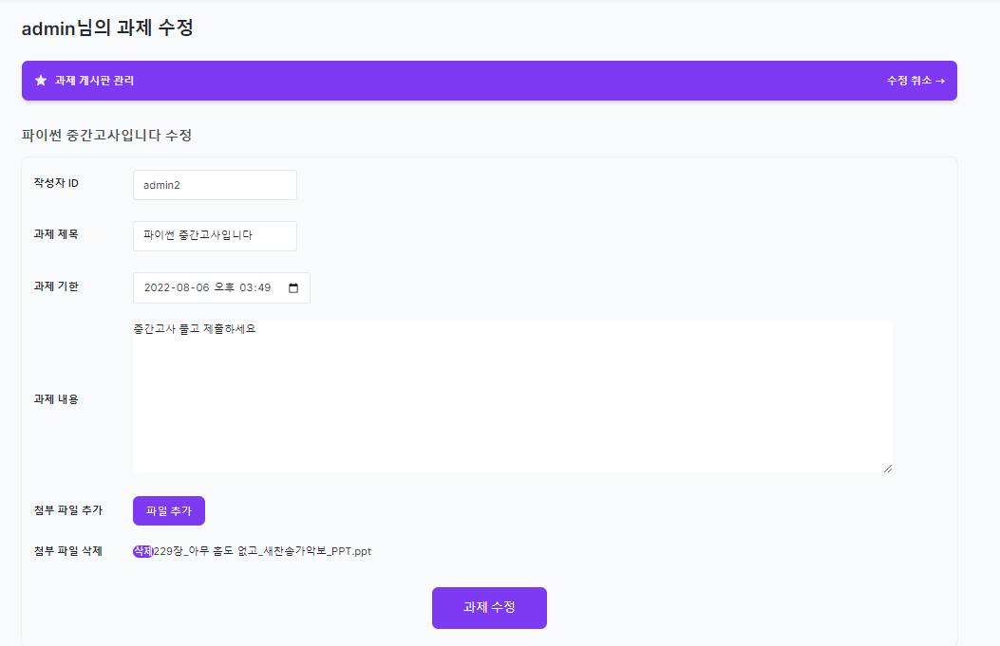 admin님의 과제 수정
★ 과제 게시판 관리 수정 취소 →
파이썬 중간고사입니다 수정
작성자 ID admin2
과제 제목 파이썬 중간고사입니다
과제 기한 2022-08-06 오후 03:49
중간고사 풀고 제출하세요
과제 내용
첨부 파일 추가 파일 추가
첨부 파일 삭제 삭제229장_아무 흠도 없고_새찬송가악보_PPT.ppt
과제 수정